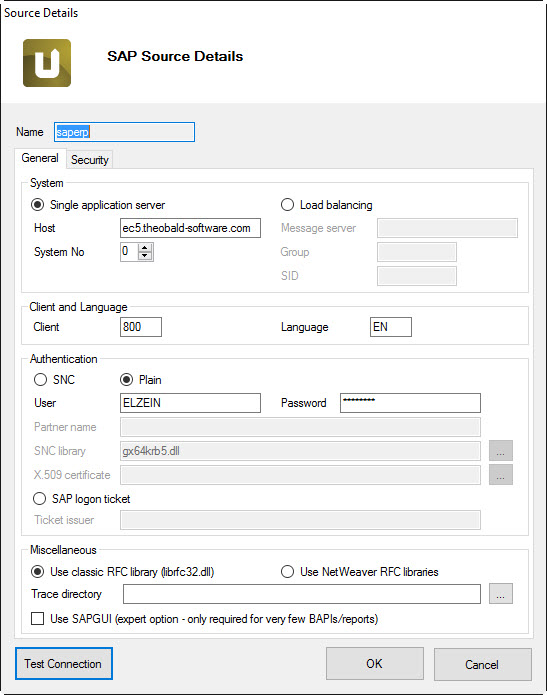 Source Details
SAP Source Details
Name saperp
General Security
System
Single application server Load balancing
Host ec5.theobald-software.com Message server
System No 0 Group
SID
Client and Language
Client 800 Language EN
Authentication
SNC Plain
User ELZEIN Password ********
Partner name
SNC library gx64krb5.dll ...
X.509 certificate ...
SAP logon ticket
Ticket issuer
Miscellaneous
Use classic RFC library (librfc32.dll) Use NetWeaver RFC libraries
Trace directory ...
Use SAPGUI (expert option - only required for very few BAPIs/reports)
Test Connection OK Cancel